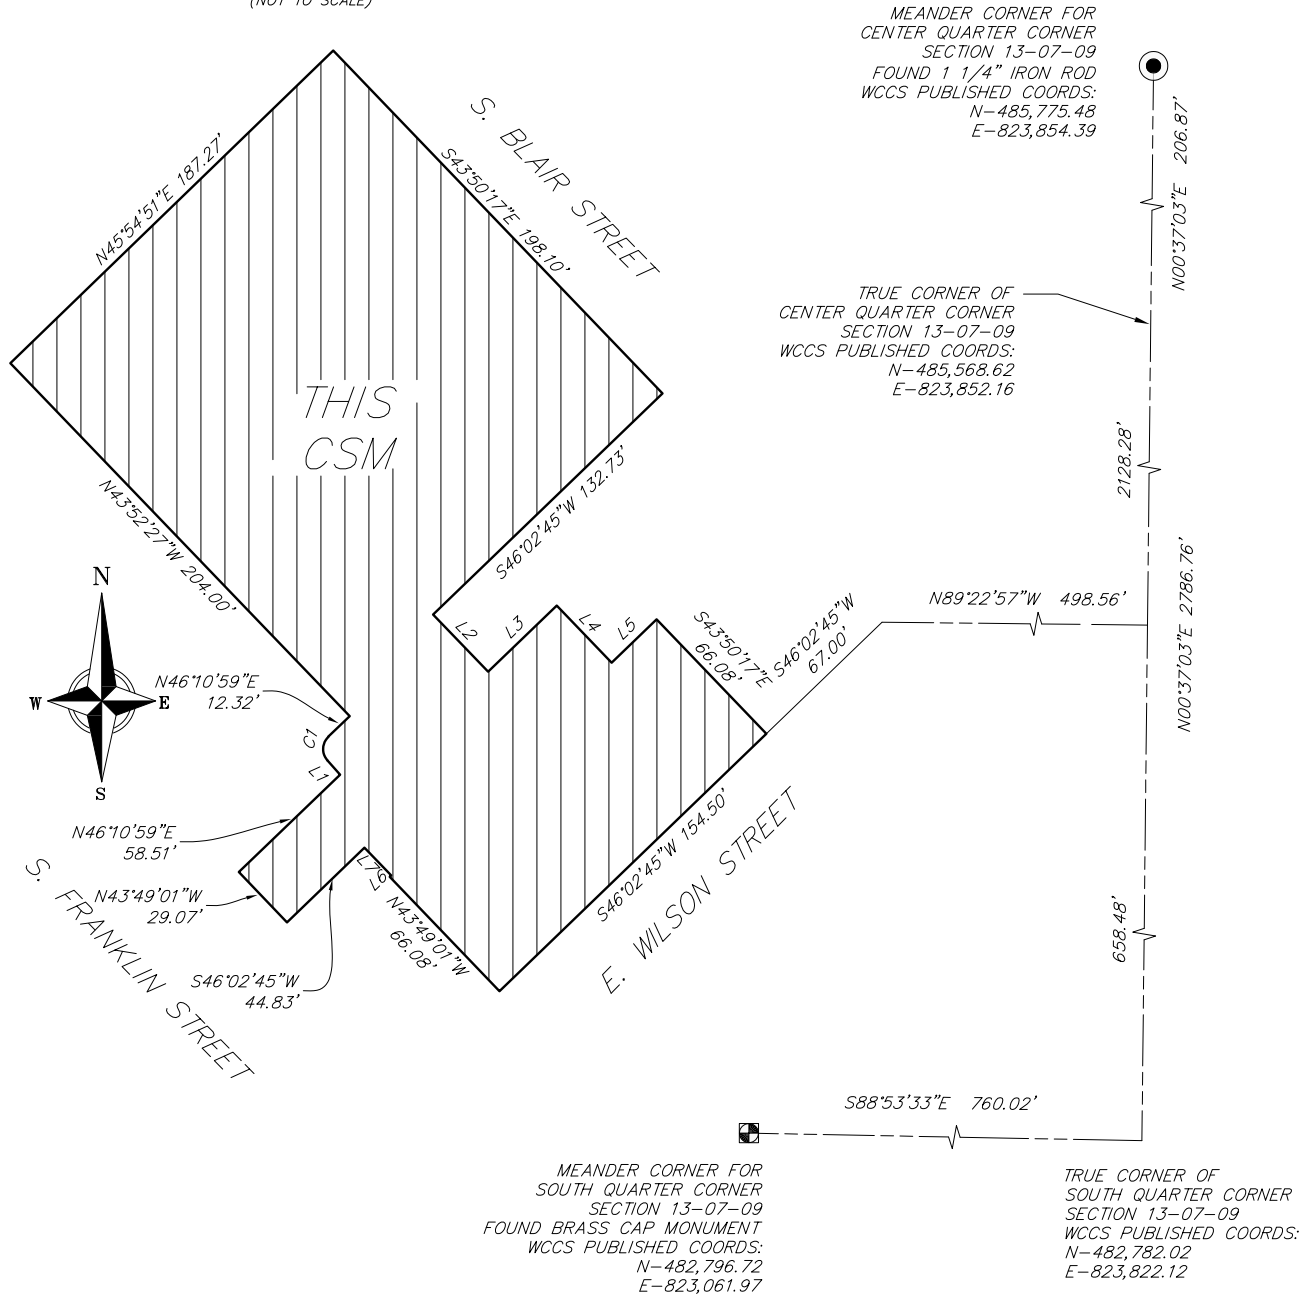 (NOT TO SCALE)
MEANDER CORNER FOR
CENTER QUARTER CORNER
SECTION 13-07-09
FOUND 1 1/4" IRON ROD
WCCS PUBLISHED COORDS:
N-485,775.48
E-823,854.39
N00°37'03"E 206.87'
S. BLAIR STREET
N45°54'51"E 187.27'
S43°50'17"E 198.10'
TRUE CORNER OF
CENTER QUARTER CORNER
SECTION 13-07-09
WCCS PUBLISHED COORDS:
N-485,568.62
E-823,852.16
THIS
CSM
2128.28'
N43°52'27"W 204.00'
S46°02'45"W 132.73'
N00°37'03"E 2786.76'
N89°22'57"W 498.56'
N
W
E
S
L2
L3
L4
L5
S43°50'17"E
66.08'
S46°02'45"W
67.00'
N46°10'59"E
12.32'
C1
L1
N46°10'59"E
58.51'
N43°49'01"W
29.07'
S46°02'45"W
44.83'
S. FRANKLIN STREET
L7
L6
N43°49'01"W
66.08'
S46°02'45"W 154.50'
E. WILSON STREET
658.48'
S88°53'33"E 760.02'
MEANDER CORNER FOR
SOUTH QUARTER CORNER
SECTION 13-07-09
FOUND BRASS CAP MONUMENT
WCCS PUBLISHED COORDS:
N-482,796.72
E-823,061.97
TRUE CORNER OF
SOUTH QUARTER CORNER
SECTION 13-07-09
WCCS PUBLISHED COORDS:
N-482,782.02
E-823,822.12